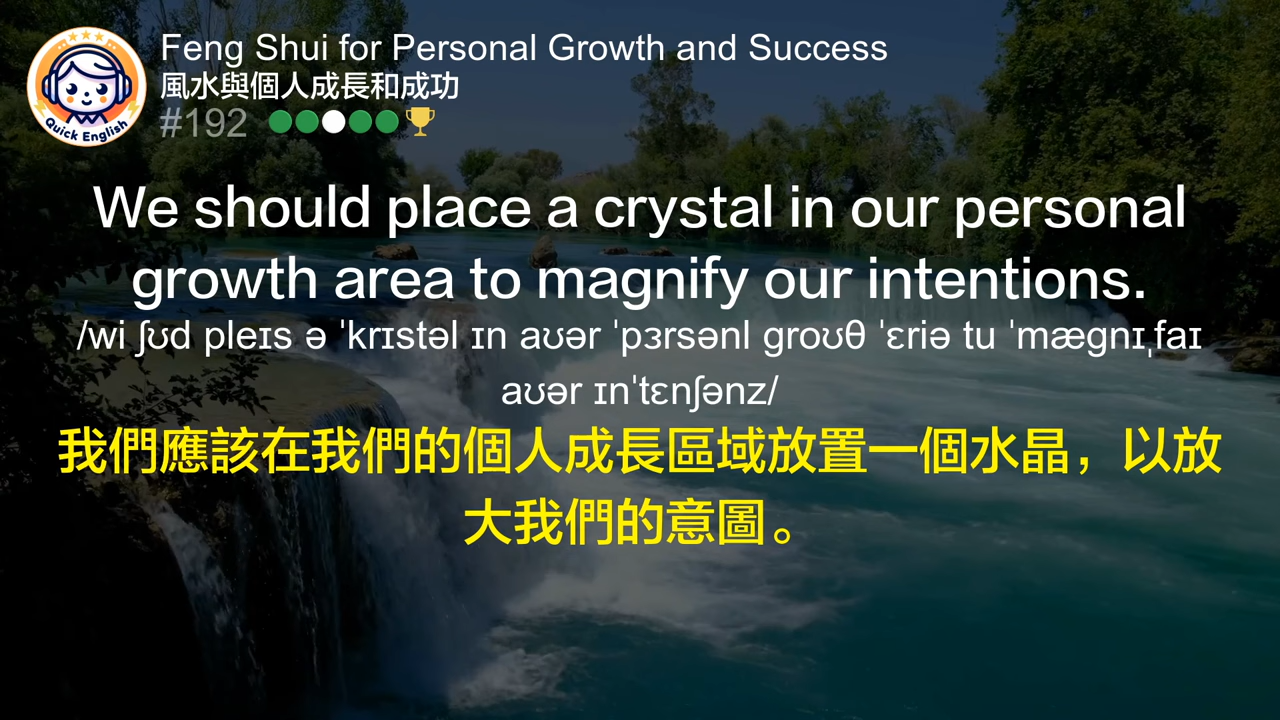 Quick English
Feng Shui for Personal Growth and Success
風水與個人成長和成功
#192
We should place a crystal in our personal
growth area to magnify our intentions.
/wi ʃʊd pleɪs ə ˈkrɪstəl ɪn aʊər ˈpɜrsənl groʊθ ˈɛriə tu ˈmægnɪˌfaɪ
aʊər ɪnˈtɛnʃənz/
我們應該在我們的個人成長區域放置一個水晶，以放
大我們的意圖。